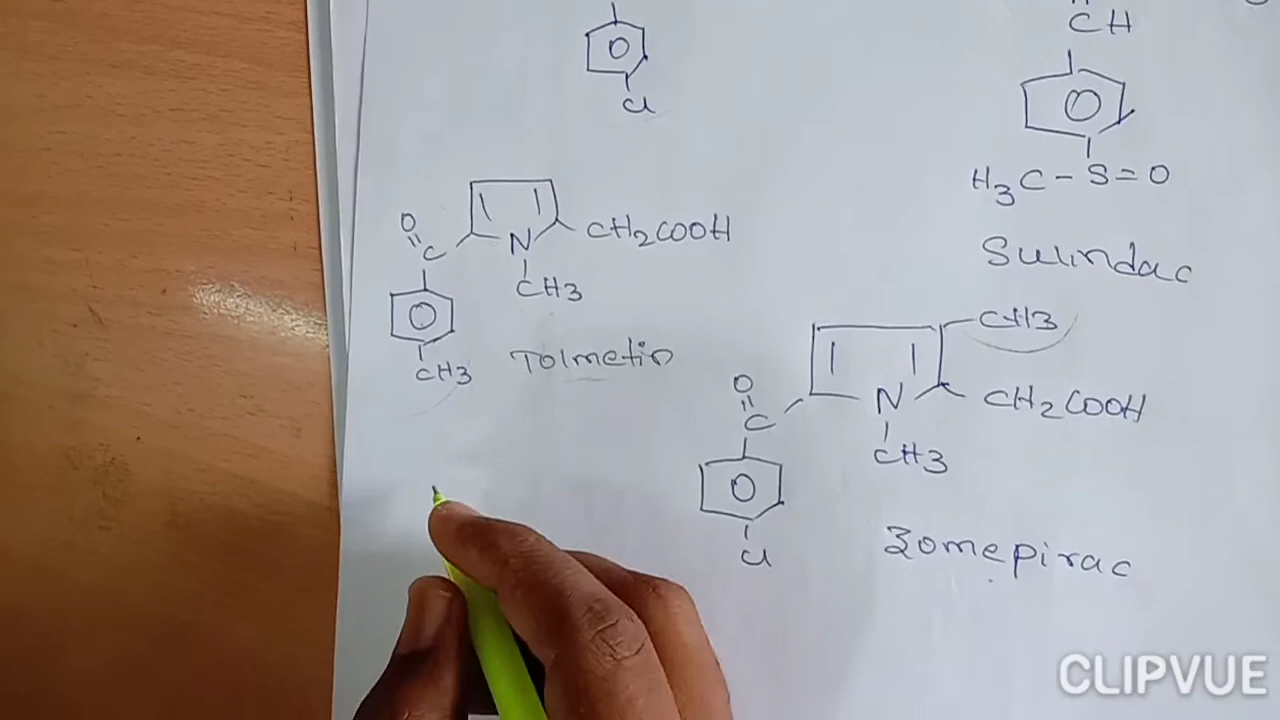 Cl
CH
H3C-S=O
Sulindac
O
C
N
CH2COOH
CH3
CH3
Tolmetin
CH3
O
C
N
CH2COOH
CH3
Cl
Zomepirac
CLIPVUE